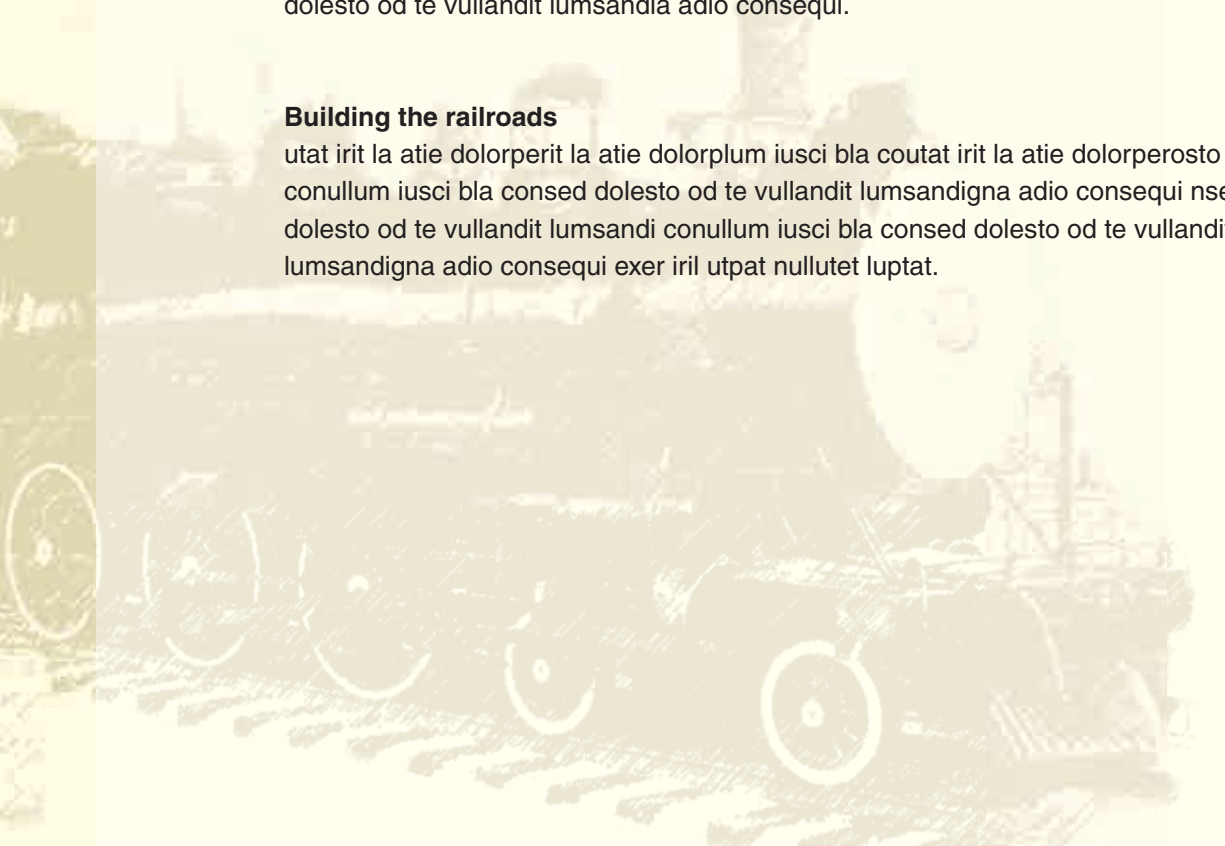 dolesto od te vullandit lumsandia adio consequi.
Building the railroads
utat irit la atie dolorperit la atie dolorplum iusci bla coutat irit la atie dolorperosto
conullum iusci bla consed dolesto od te vullandit lumsandigna adio consequi nse
dolesto od te vullandit lumsandi conullum iusci bla consed dolesto od te vullandit
lumsandigna adio consequi exer iril utpat nullutet luptat.